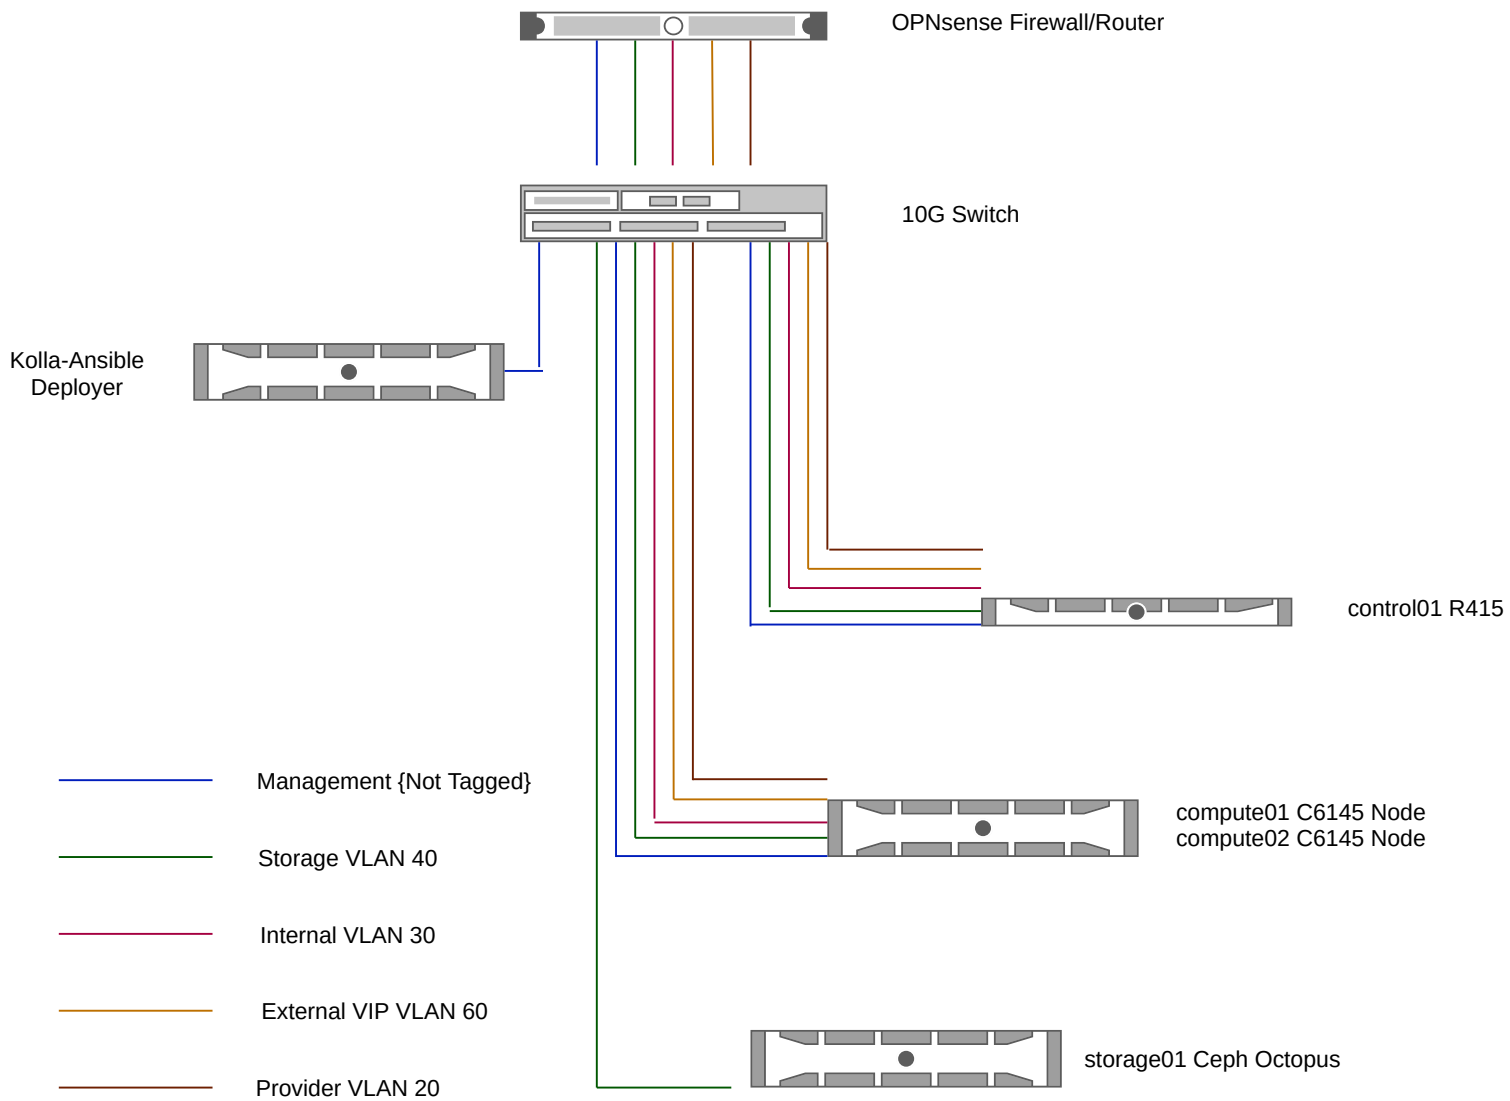 OPNsense Firewall/Router
10G Switch
Kolla-Ansible
Deployer
control01 R415
Management {Not Tagged}
compute01 C6145 Node
compute02 C6145 Node
Storage VLAN 40
Internal VLAN 30
External VIP VLAN 60
storage01 Ceph Octopus
Provider VLAN 20